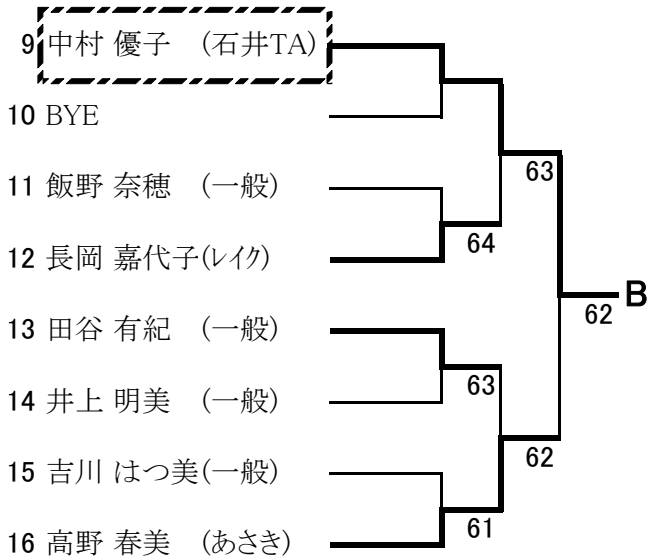 9 中村 優子 (石井TA)
10 BYE
63
11 飯野 奈穂 (一般)
64
12 長岡 嘉代子(レイク)
B
62
13 田谷 有紀 (一般)
63
14 井上 明美 (一般)
62
15 吉川 はつ美(一般)
61
16 高野 春美 (あさき)